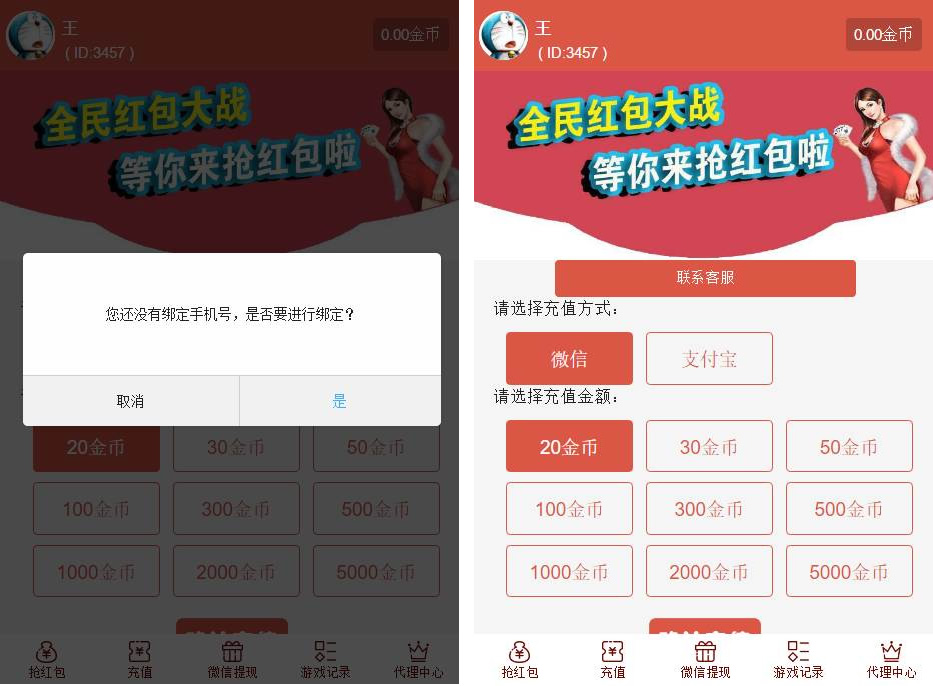 王
( ID:3457 )
0.00金币
全民红包大战
等你来抢红包啦
您还没有绑定手机号，是否要进行绑定？
取消
是
20金币
30金币
50金币
100金币
300金币
500金币
1000金币
2000金币
5000金币
抢红包
充值
微信提现
游戏记录
代理中心
王
( ID:3457 )
0.00金币
全民红包大战
等你来抢红包啦
联系客服
请选择充值方式：
微信
支付宝
请选择充值金额：
20金币
30金币
50金币
100金币
300金币
500金币
1000金币
2000金币
5000金币
抢红包
充值
微信提现
游戏记录
代理中心